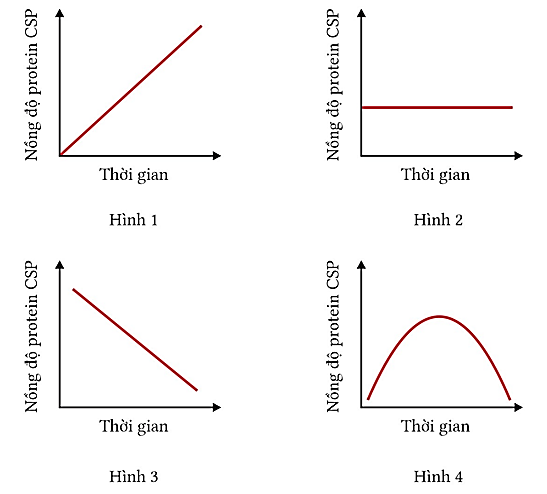 Nồng độ protein CSP
Thời gian
Hình 1
Nồng độ protein CSP
Thời gian
Hình 2
Nồng độ protein CSP
Thời gian
Hình 3
Nồng độ protein CSP
Thời gian
Hình 4